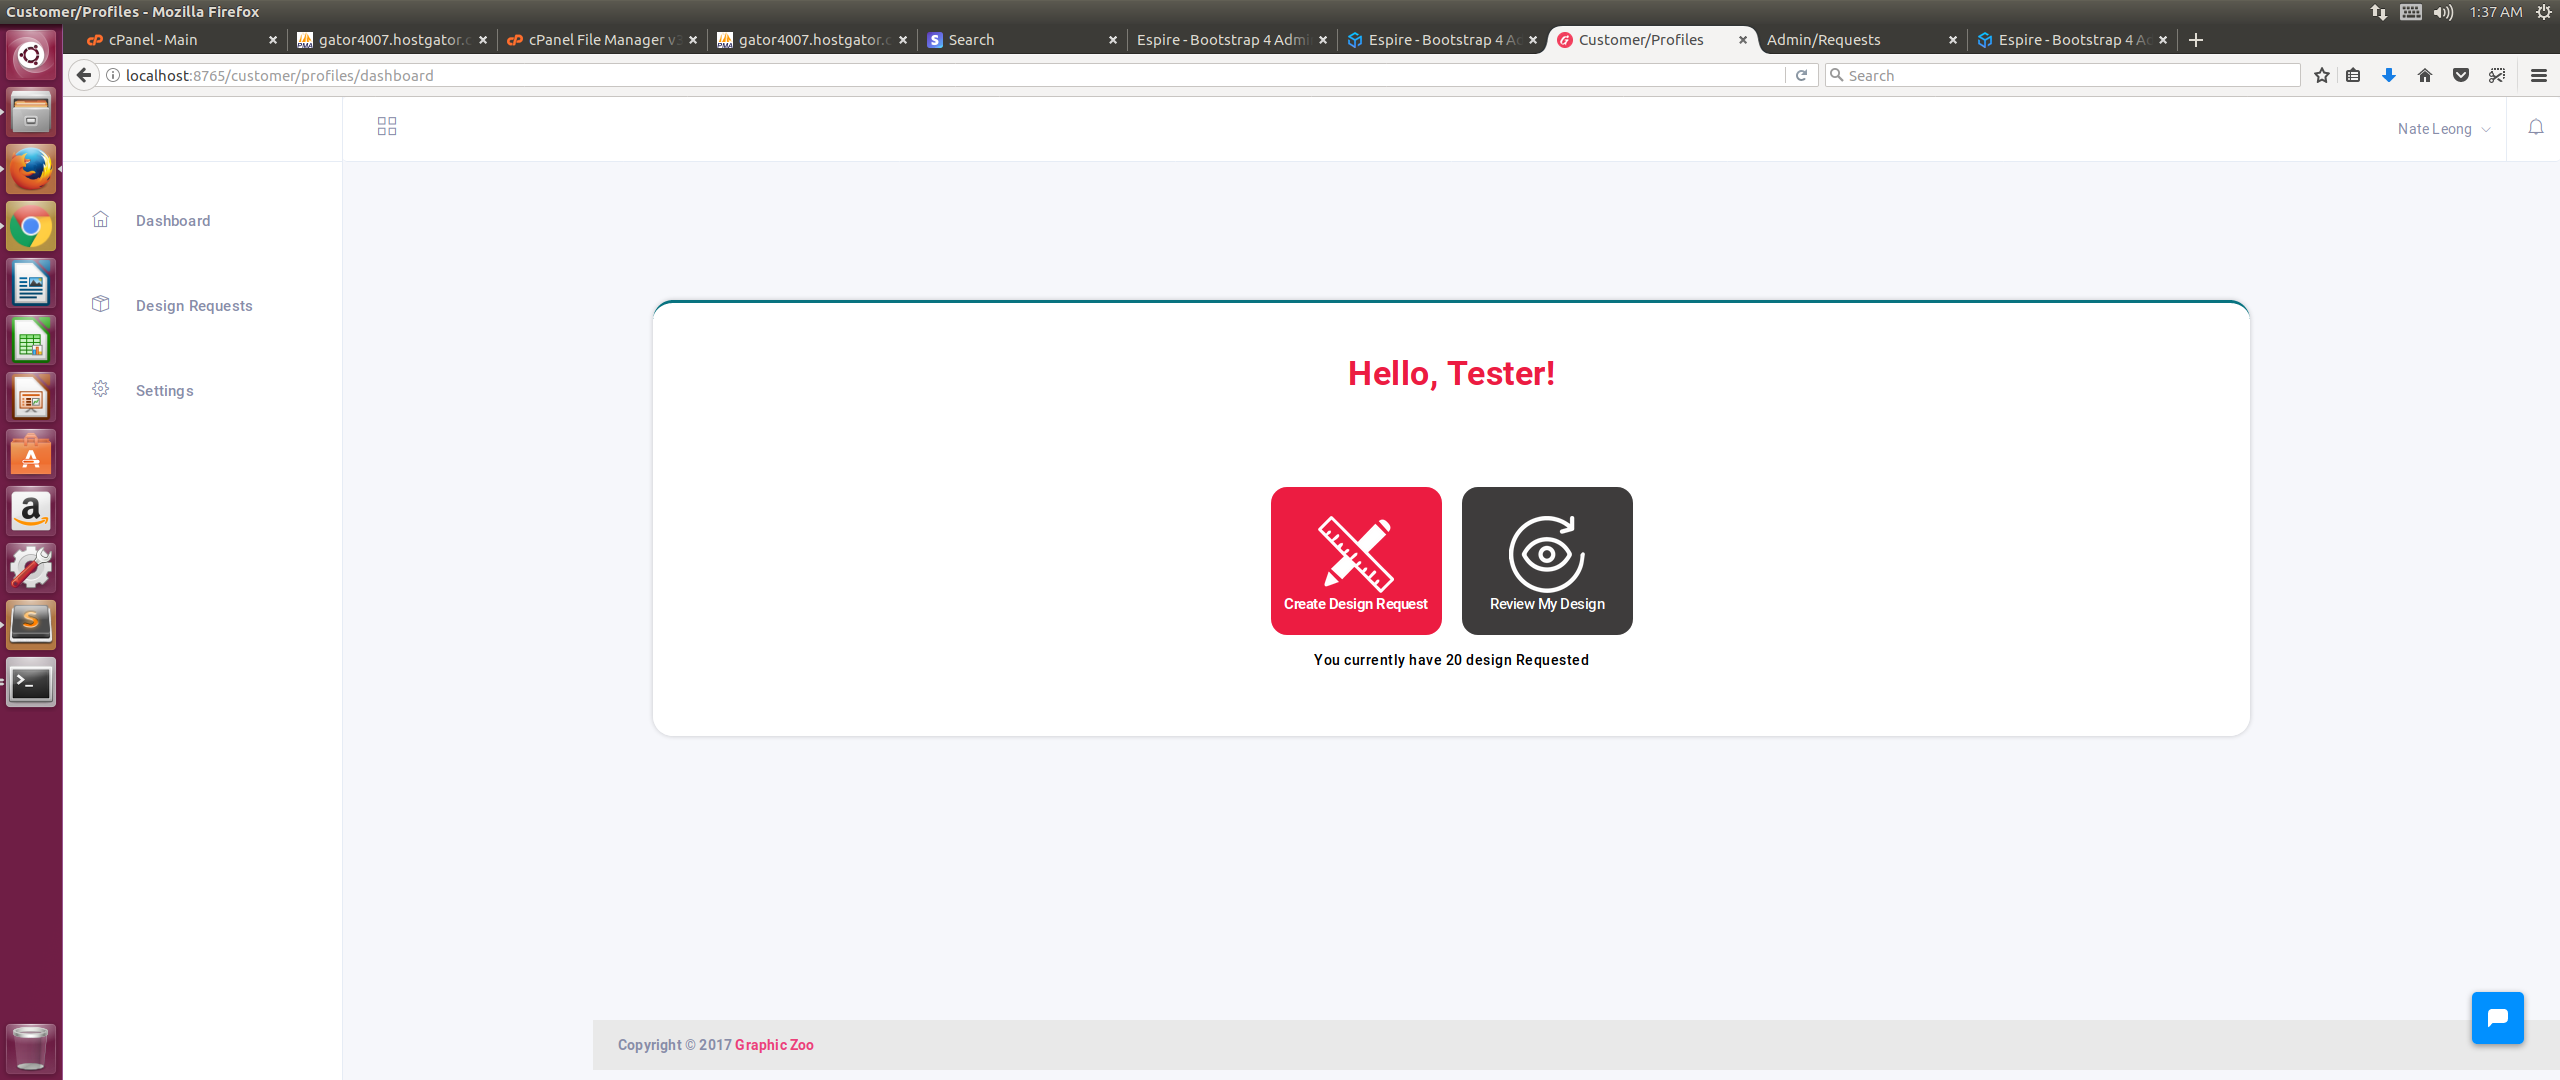 Customer/Profiles - Mozilla Firefox
1:37 AM
cPanel - Main
gator4007.hostgator.c
cPanel File Manager v3
gator4007.hostgator.c
Search
Espire - Bootstrap 4 Admi
Espire - Bootstrap 4 Ac
Customer/Profiles
Admin/Requests
Espire - Bootstrap 4 Ac
localhost:8765/customer/profiles/dashboard
Search
Nate Leong
Dashboard
Design Requests
Settings
Hello, Tester!
Create Design Request
Review My Design
You currently have 20 design Requested
Copyright © 2017 Graphic Zoo